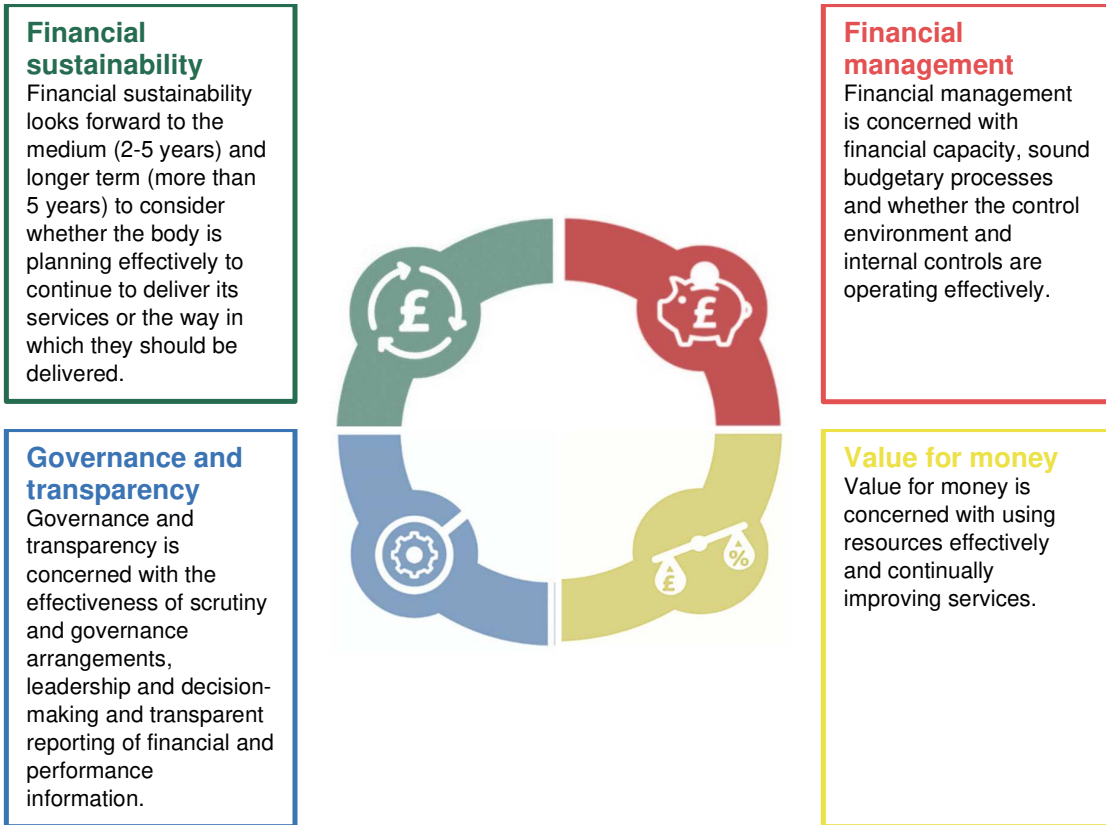 Financial
sustainability
Financial sustainability
looks forward to the
medium (2-5 years) and
longer term (more than
5 years) to consider
whether the body is
planning effectively to
continue to deliver its
services or the way in
which they should be
delivered.
Financial
management
Financial management
is concerned with
financial capacity, sound
budgetary processes
and whether the control
environment and
internal controls are
operating effectively.
£
£
£
%
Governance and
transparency
Governance and
transparency is
concerned with the
effectiveness of scrutiny
and governance
arrangements,
leadership and decision-
making and transparent
reporting of financial and
performance
information.
Value for money
Value for money is
concerned with using
resources effectively
and continually
improving services.